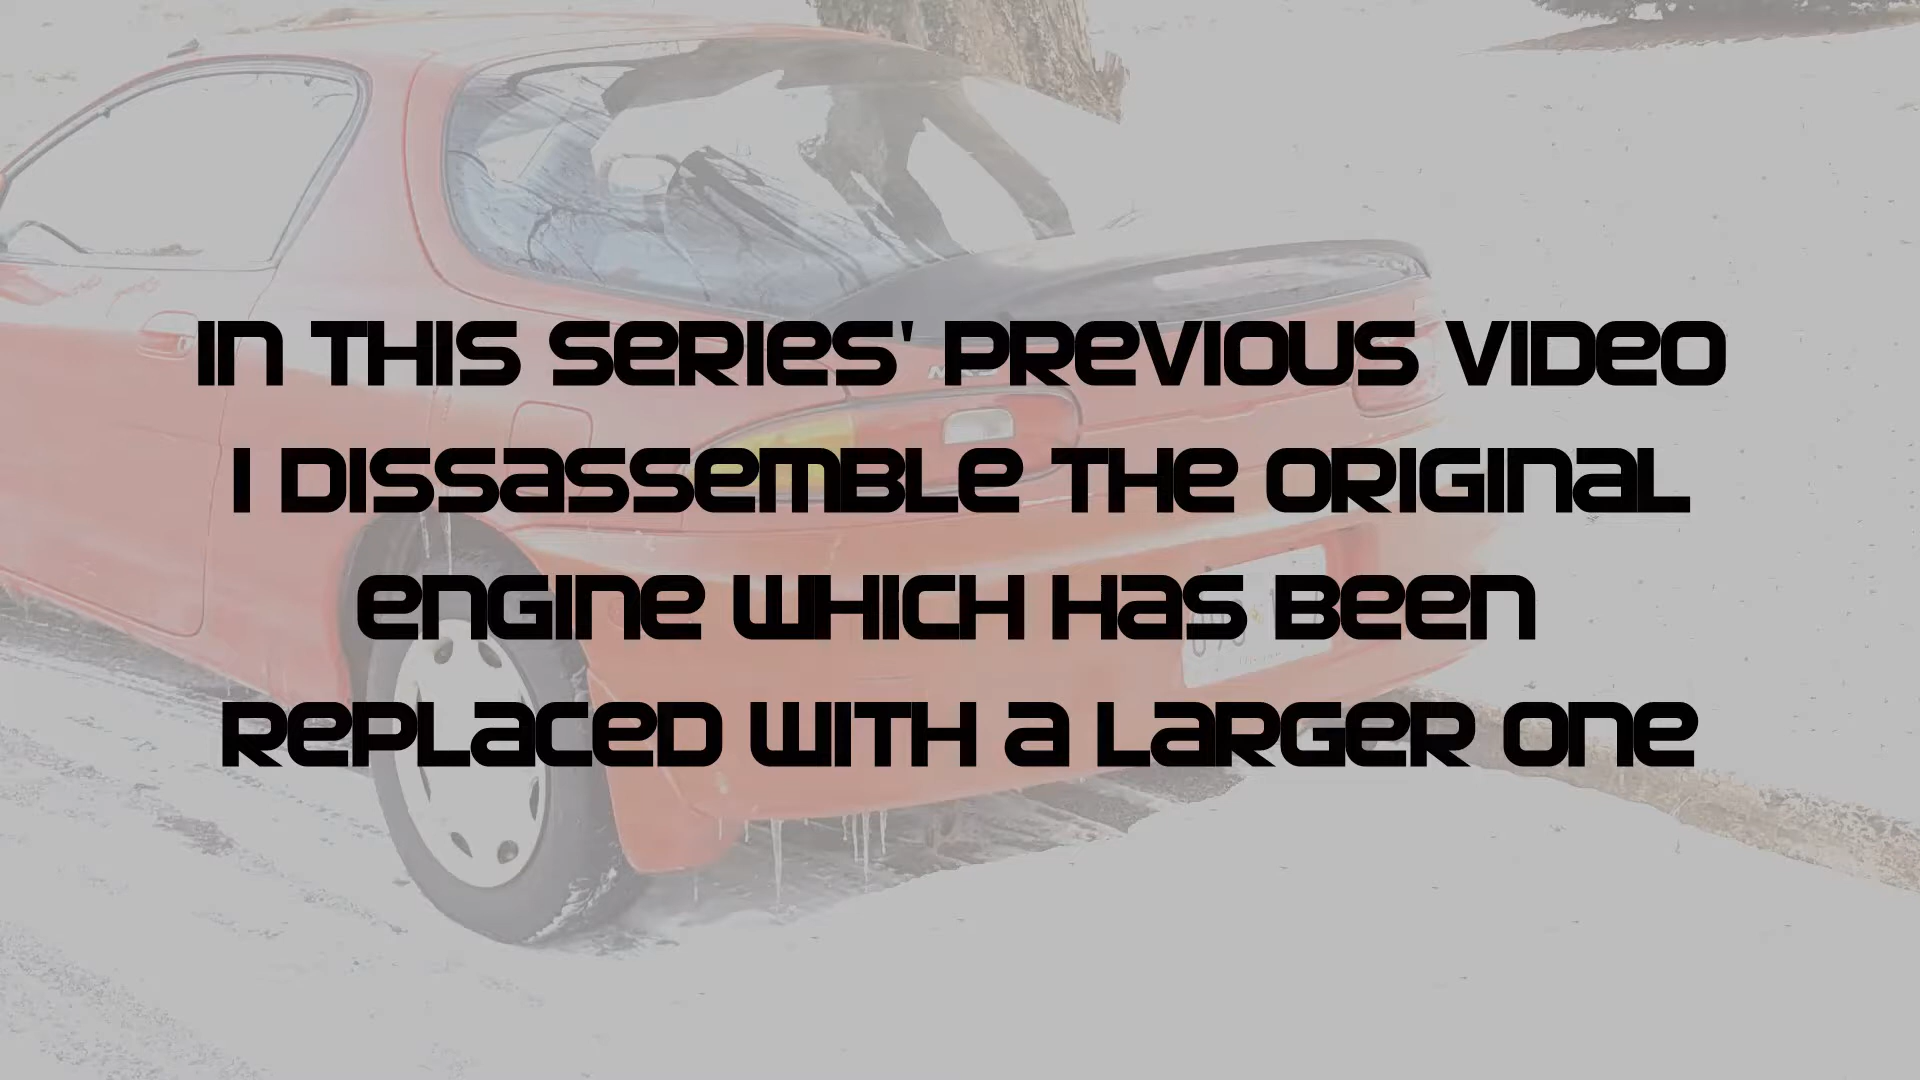 In this series' previous video
I dissassemble the original
engine which has been
replaced with a larger one